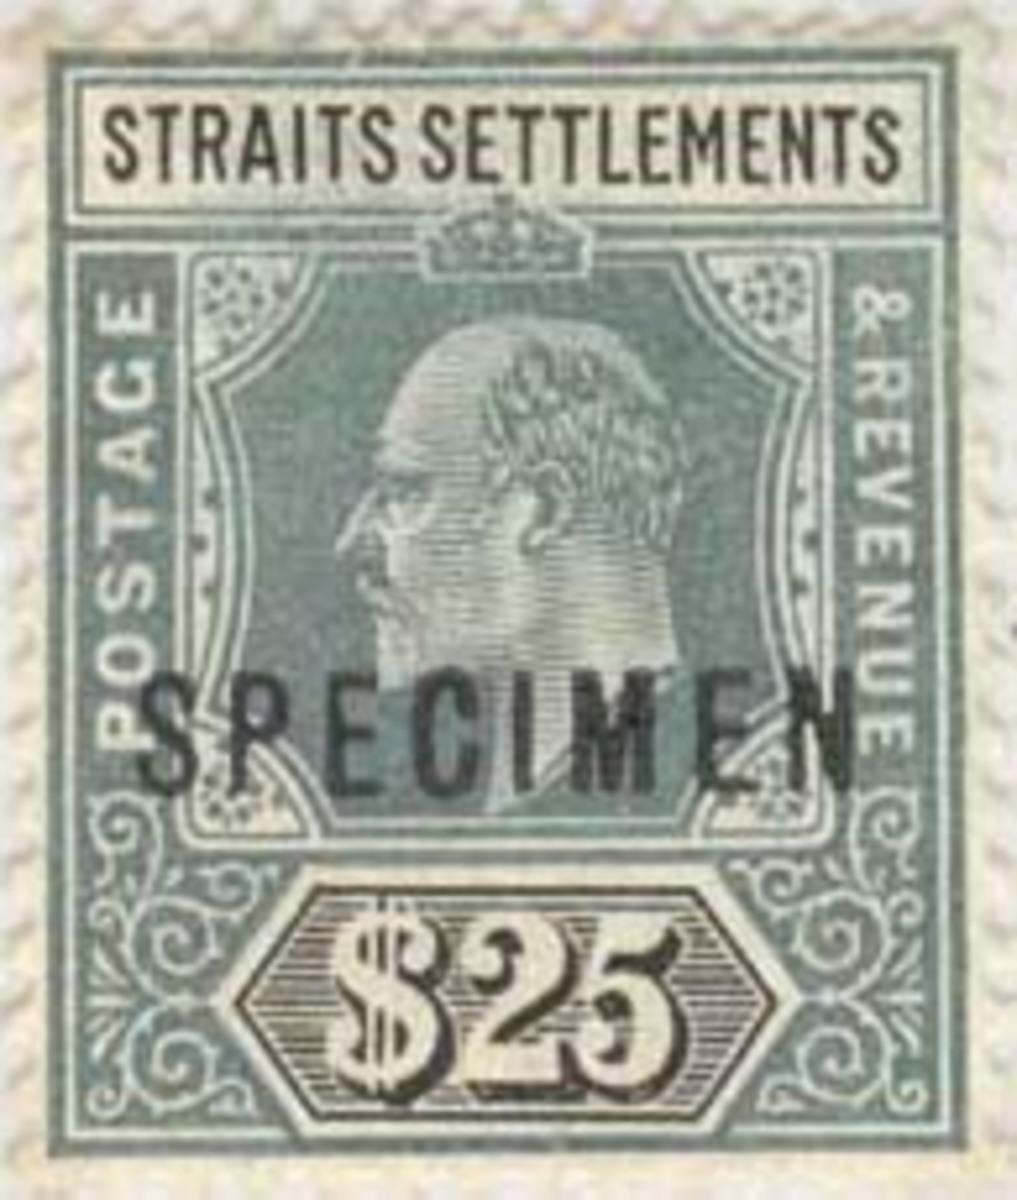 STRAITS SETTLEMENTS
POSTAGE
& REVENUE
SPECIMEN
$25